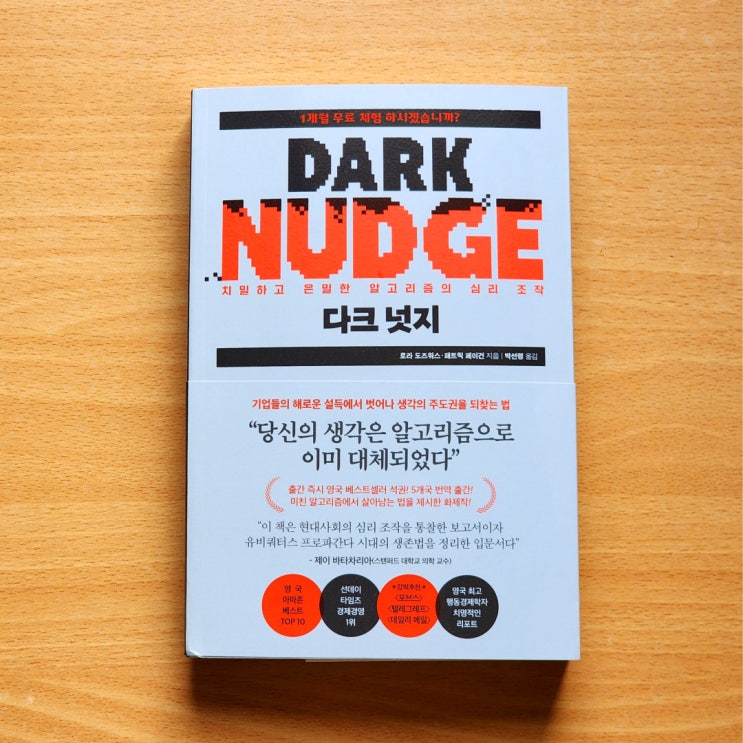 1개월 무료 체험 하시겠습니까?
DARK
NUDGE
치밀하고 은밀한 알고리즘의 심리 조작
다크 넛지
로라 도즈워스·패트릭 페이건 지음 | 박선령 옮김
기업들의 해로운 설득에서 벗어나 생각의 주도권을 되찾는 법
“당신의 생각은 알고리즘으로
이미 대체되었다”
출간 즉시 영국 베스트셀러 석권! 5개국 번역 출간!
미친 알고리즘에서 살아남는 법을 제시한 화제작!
“이 책은 현대사회의 심리 조작을 통찰한 보고서이자
유비쿼터스 프로파간다 시대의 생존법을 정리한 입문서다”
- 제이 바타차리아(스탠퍼드 대학교 의학 교수)
영 국
아마존
베스트
TOP 10
선데이
타임즈
경제경영
1위
*강력추천*
<포브스>
<텔레그래프>
<데일리 메일>
영국 최고
행동경제학자
치명적인
리포트